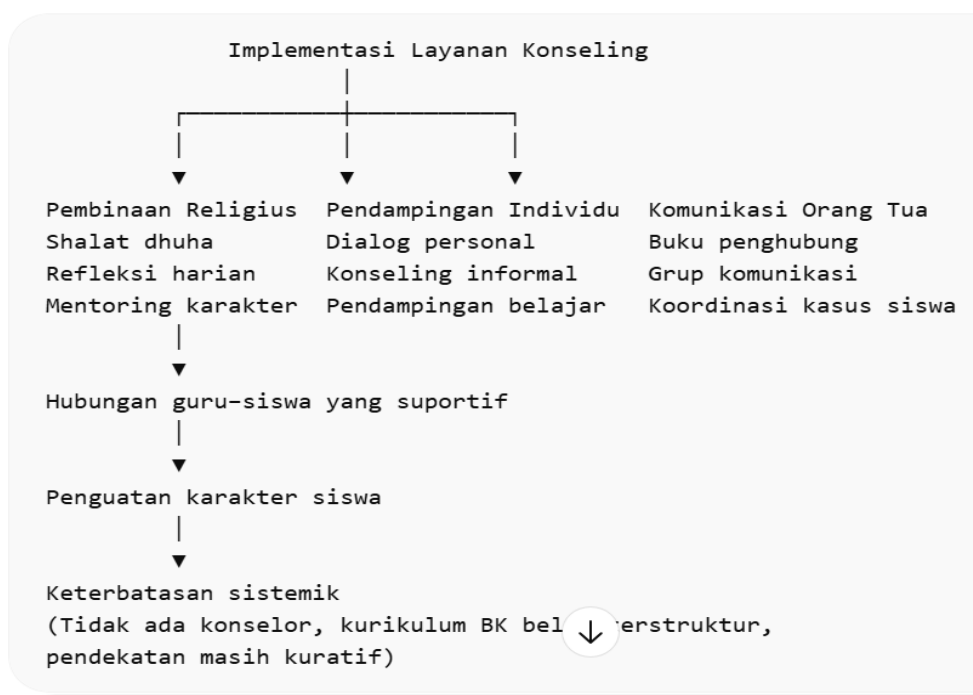 Implementasi Layanan Konseling
Pembinaan Religius Pendampingan Individu Komunikasi Orang Tua
Shalat dhuha Dialog personal Buku penghubung
Refleksi harian Konseling informal Grup komunikasi
Mentoring karakter Pendampingan belajar Koordinasi kasus siswa
Hubungan guru–siswa yang suportif
Penguatan karakter siswa
Keterbatasan sistemik
(Tidak ada konselor, kurikulum BK
pendekatan masih kuratif)